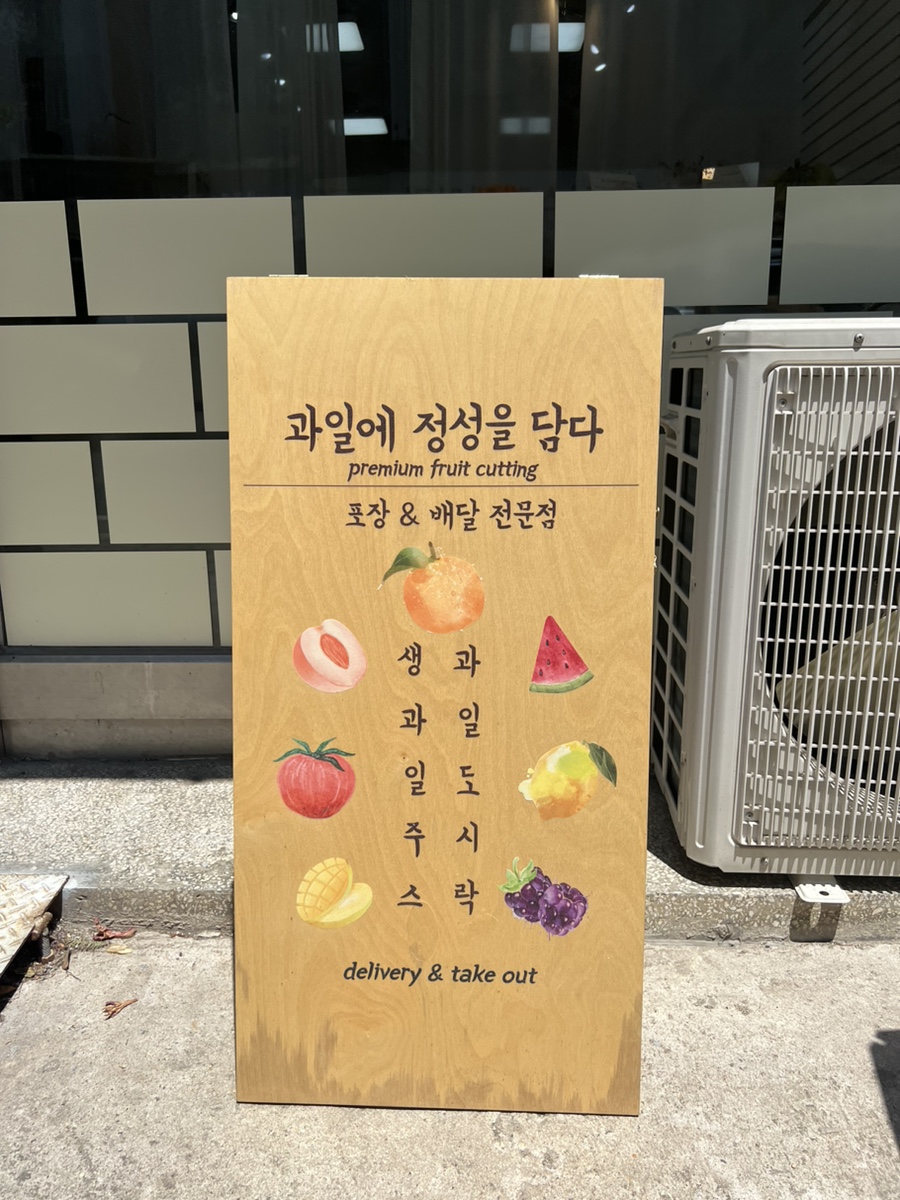 과일에 정성을 담다
premium fruit cutting
포장 & 배달 전문점
생과일주스
과일도시락
delivery & take out